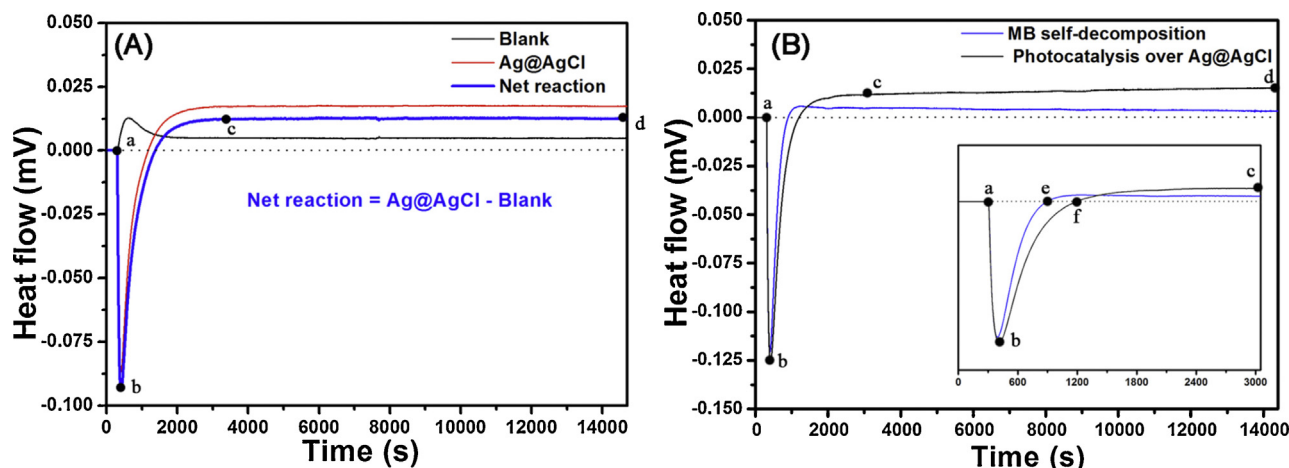 (A)
Blank
Ag@AgCl
Net reaction
a
b
c
d
Net reaction = Ag@AgCl - Blank
0.050
0.025
0.000
-0.025
-0.050
-0.075
-0.100
Heat flow (mV)
0 2000 4000 6000 8000 10000 12000 14000
Time (s)
(B)
MB self-decomposition
Photocatalysis over Ag@AgCl
a
b
c
d
0.050
0.025
0.000
-0.025
-0.050
-0.075
-0.100
-0.125
-0.150
Heat flow (mV)
a
b
e
f
c
0 600 1200 1800 2400 3000
0 2000 4000 6000 8000 10000 12000 14000
Time (s)